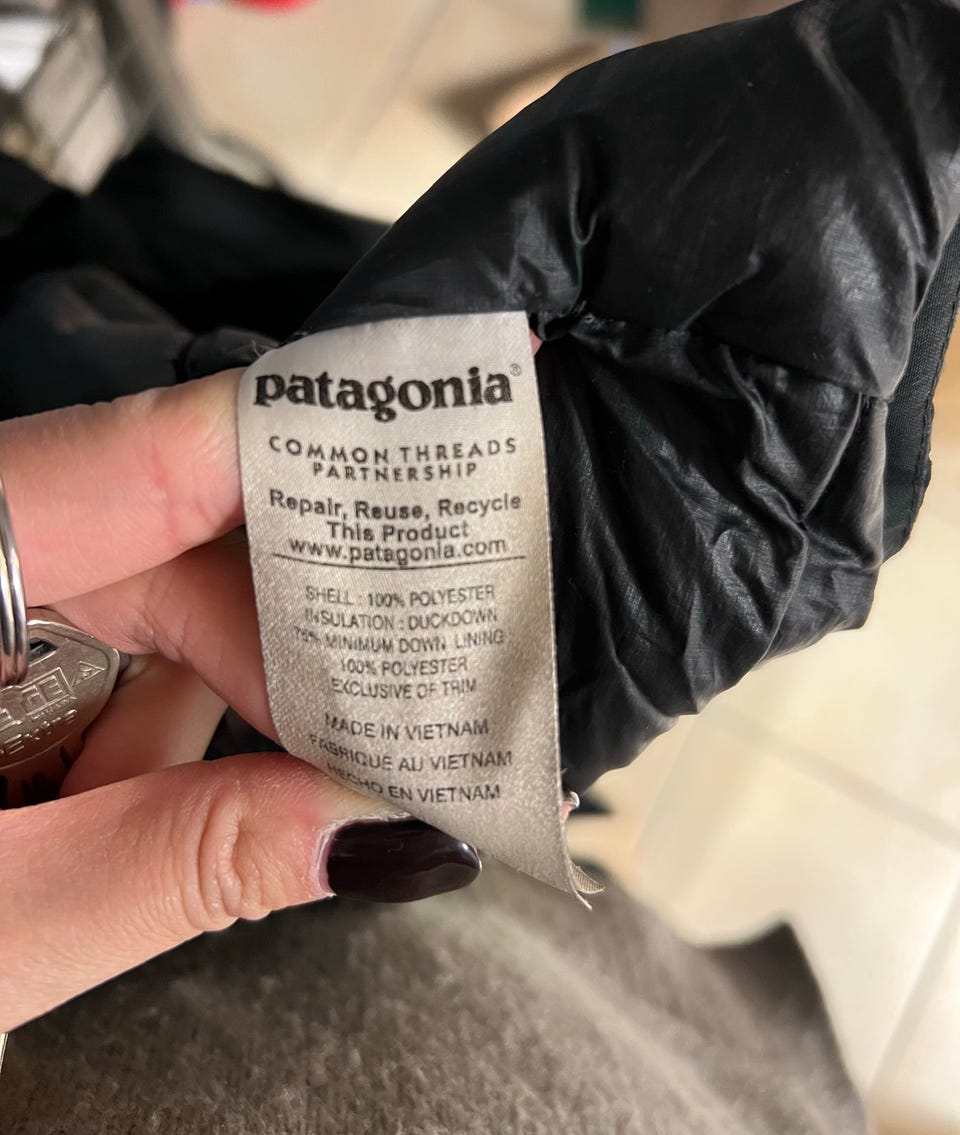 patagonia®
COMMON THREADS
PARTNERSHIP
Repair, Reuse, Recycle
This Product
www.patagonia.com
SHELL : 100% POLYESTER
INSULATION : DUCKDOWN
75% MINIMUM DOWN LINING
100% POLYESTER
EXCLUSIVE OF TRIM
MADE IN VIETNAM
FABRIQUE AU VIETNAM
HECHO EN VIETNAM